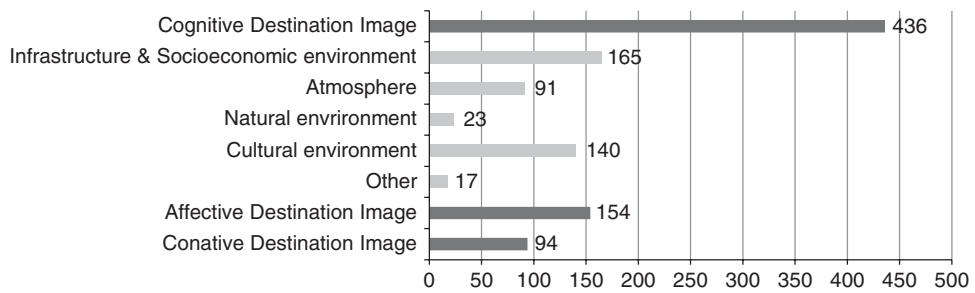 Cognitive Destination Image 436
Infrastructure & Socioeconomic environment 165
Atmosphere 91
Natural envrironment 23
Cultural environment 140
Other 17
Affective Destination Image 154
Conative Destination Image 94
0 50 100 150 200 250 300 350 400 450 500